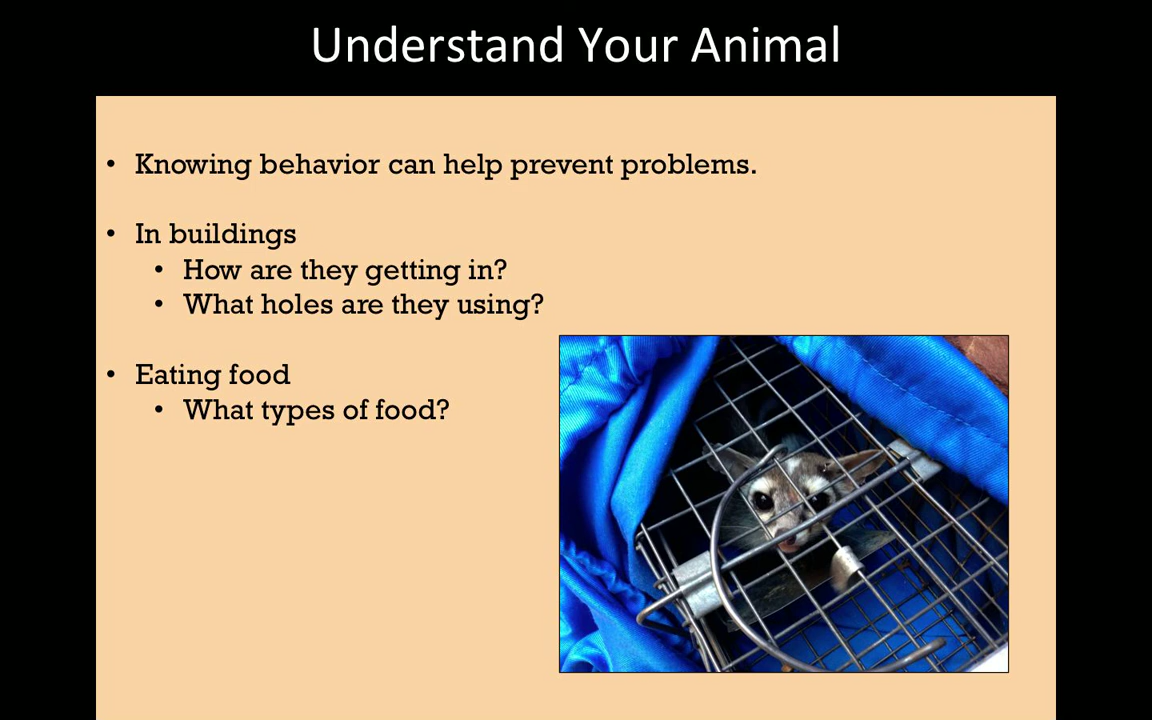 Understand Your Animal
• Knowing behavior can help prevent problems.
• In buildings
• How are they getting in?
• What holes are they using?
• Eating food
• What types of food?